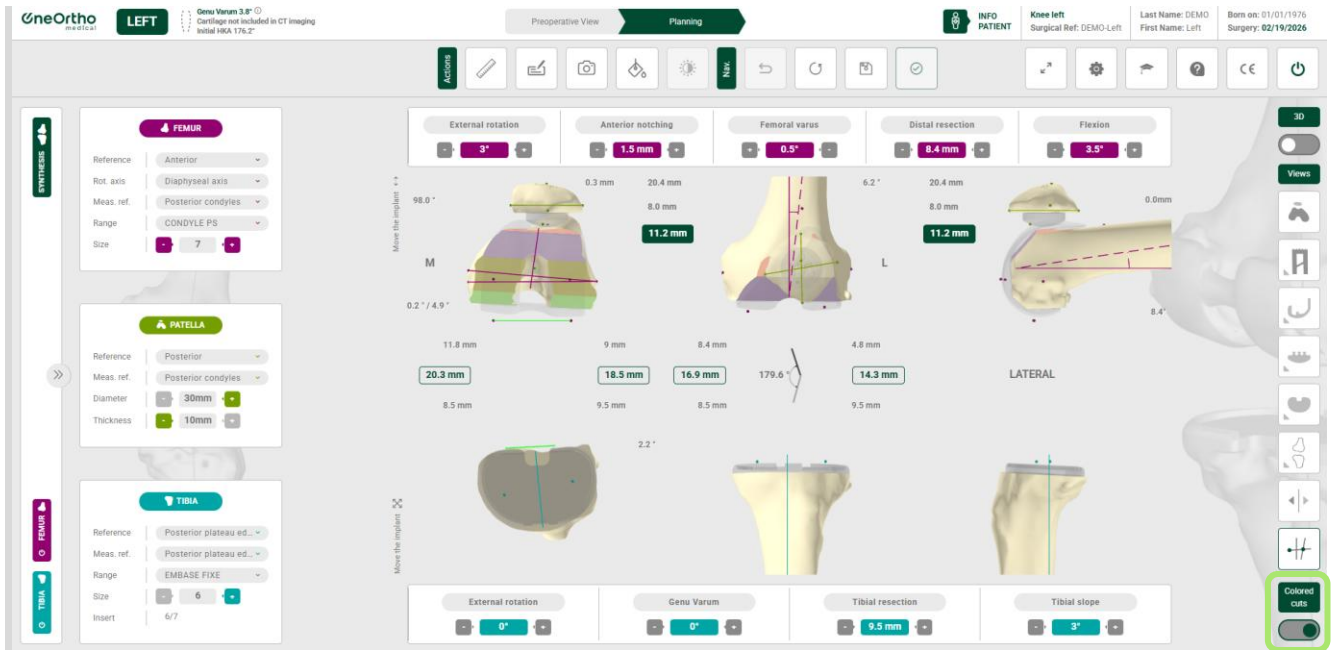 OneOrtho
medical
LEFT
Genu Varum 3.8°
Cartilage not included in CT imaging
Initial HKA 176.2°
Preoperative View
Planning
INFO
PATIENT
Knee left
Surgical Ref: DEMO-Left
Last Name: DEMO
First Name: Left
Born on: 01/01/1976
Surgery: 02/19/2026
Actions
Nav.
CE
SYNTHESIS
FEMUR
Reference Anterior
Rot. axis Diaphyseal axis
Meas. ref. Posterior condyles
Range CONDYLE PS
Size - 7 +
PATELLA
Reference Posterior
Meas. ref. Posterior condyles
Diameter - 30mm +
Thickness - 10mm +
TIBIA
Reference Posterior plateau ed...
Meas. ref. Posterior plateau ed...
Range EMBASE FIXE
Size - 6 +
Insert 6/7
FEMUR
TIBIA
External rotation
- 3° +
Anterior notching
- 1.5 mm +
Femoral varus
+ 0.5° -
Distal resection
- 8.4 mm +
Flexion
- 3.5° +
Move the implant
98.0 °
0.3 mm
20.4 mm
8.0 mm
11.2 mm
6.2 °
20.4 mm
8.0 mm
11.2 mm
0.0mm
M
L
0.2 ° / 4.9 °
8.4°
11.8 mm
9 mm
8.4 mm
4.8 mm
20.3 mm
18.5 mm
16.9 mm
179.6 °
14.3 mm
LATERAL
8.5 mm
9.5 mm
8.5 mm
9.5 mm
2.2 °
Move the implant
External rotation
- 0° +
Genu Varum
- 0° +
Tibial resection
- 9.5 mm +
Tibial slope
- 3° +
3D
Views
Colored
cuts